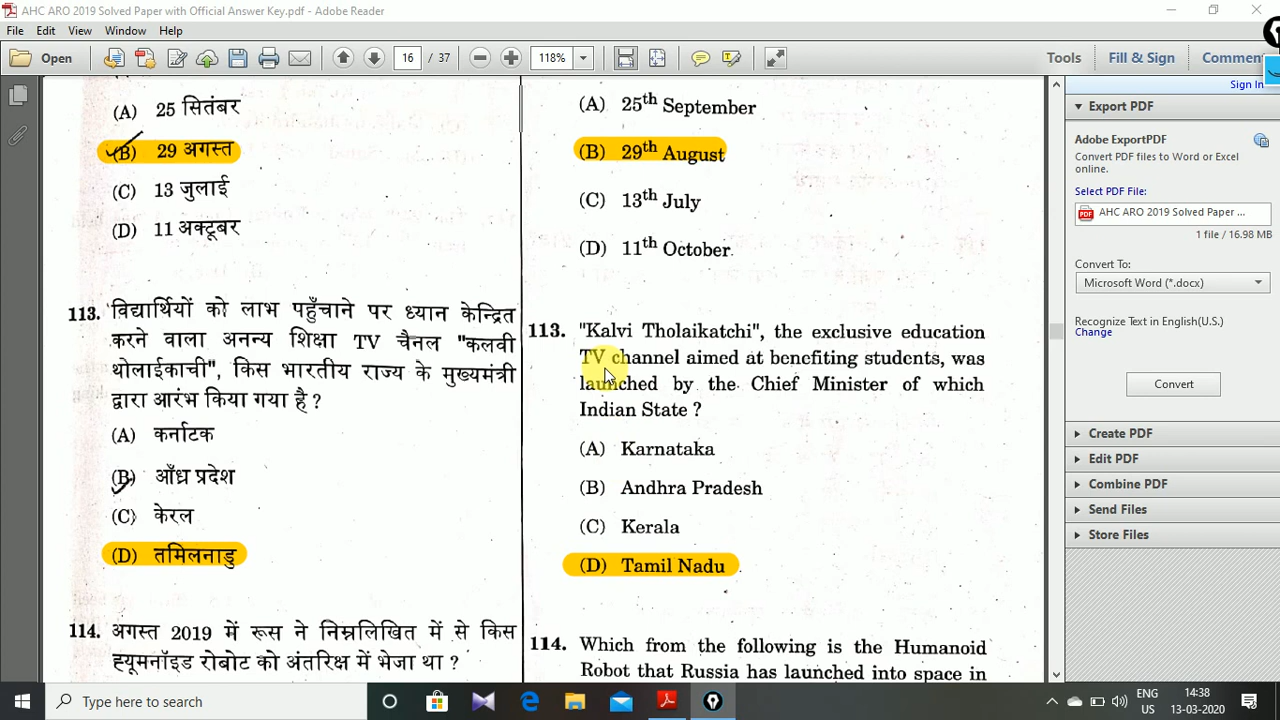 AHC ARO 2019 Solved Paper with Official Answer Key.pdf - Adobe Reader
File Edit View Window Help
Open 16 / 37 118% Tools Fill & Sign Comment
Sign In
(A) 25 सितंबर
(B) 29 अगस्त
(C) 13 जुलाई
(D) 11 अक्टूबर
113. विद्यार्थियों को लाभ पहुँचाने पर ध्यान केन्द्रित
करने वाला अनन्य शिक्षा TV चैनल "कलवी
थोलाईकाची", किस भारतीय राज्य के मुख्यमंत्री
द्वारा आरंभ किया गया है ?
(A) कर्नाटक
(B) आँध्र प्रदेश
(C) केरल
(D) तमिलनाडु
114. अगस्त 2019 में रूस ने निम्नलिखित में से किस
ह्यूमनॉइड रोबोट को अंतरिक्ष में भेजा था ?
(A) 25th September
(B) 29th August
(C) 13th July
(D) 11th October
113. "Kalvi Tholaikatchi", the exclusive education
TV channel aimed at benefiting students, was
launched by the Chief Minister of which
Indian State ?
(A) Karnataka
(B) Andhra Pradesh
(C) Kerala
(D) Tamil Nadu
114. Which from the following is the Humanoid
Robot that Russia has launched into space in
Export PDF
Adobe ExportPDF
Convert PDF files to Word or Excel
online.
Select PDF File:
AHC ARO 2019 Solved Paper ...
1 file / 16.98 MB
Convert To:
Microsoft Word (*.docx)
Recognize Text in English(U.S.)
Change
Convert
Create PDF
Edit PDF
Combine PDF
Send Files
Store Files
Type here to search
ENG 14:38
US 13-03-2020